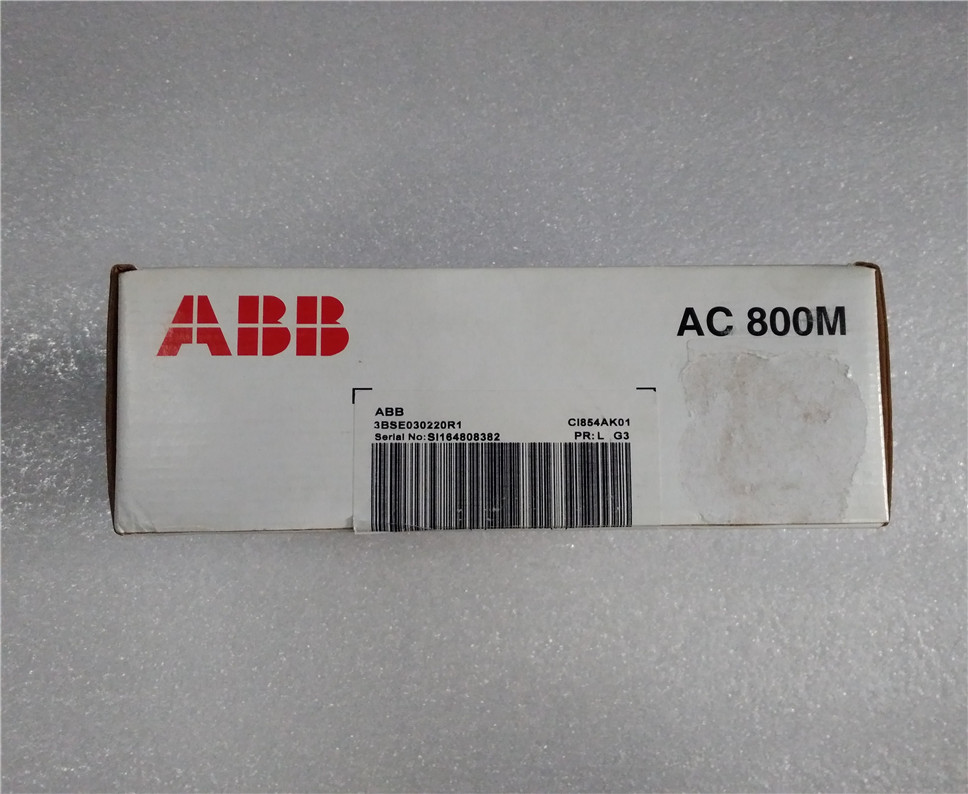 ABB
AC 800M
ABB
3BSE030220R1
CI854AK01
Serial No: SI164808382
PR: L G3